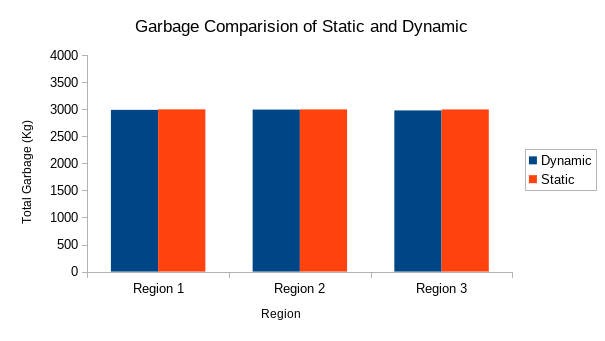 Garbage Comparision of Static and Dynamic
4000
3500
3000
2500
2000
1500
1000
500
0
Total Garbage (Kg)
Region 1 Region 2 Region 3
Region
Dynamic
Static